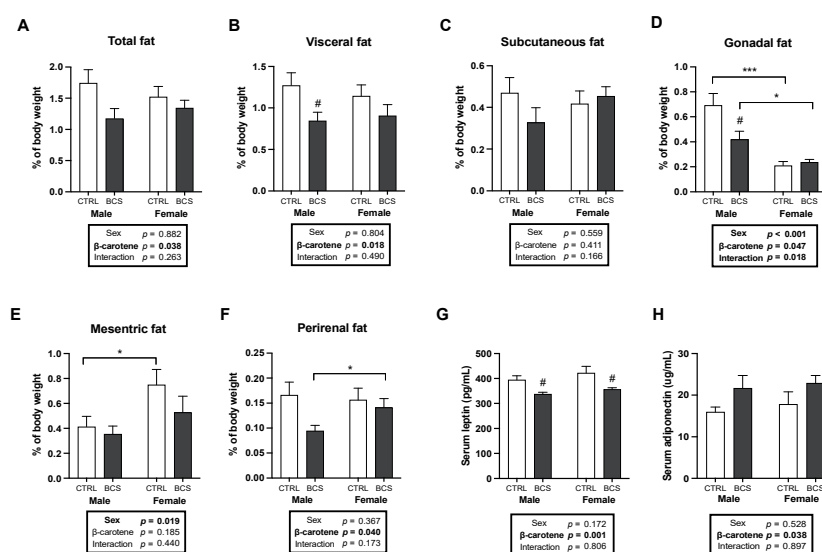 A
Total fat
% of body weight
2.0
1.5
1.0
0.5
0.0
CTRL BCS CTRL BCS
Male Female
Sex p = 0.882
β-carotene p = 0.038
Interaction p = 0.263
B
Visceral fat
% of body weight
1.5
1.0
0.5
0.0
#
CTRL BCS CTRL BCS
Male Female
Sex p = 0.804
β-carotene p = 0.018
Interaction p = 0.490
C
Subcutaneous fat
% of body weight
0.6
0.4
0.2
0.0
CTRL BCS CTRL BCS
Male Female
Sex p = 0.559
β-carotene p = 0.411
Interaction p = 0.166
D
Gonadal fat
% of body weight
1.0
0.8
0.6
0.4
0.2
0.0
***
*
#
CTRL BCS CTRL BCS
Male Female
Sex p < 0.001
β-carotene p = 0.047
Interaction p = 0.018
E
Mesentric fat
% of body weight
1.0
0.8
0.6
0.4
0.2
0.0
*
CTRL BCS CTRL BCS
Male Female
Sex p = 0.019
β-carotene p = 0.185
Interaction p = 0.440
F
Perirenal fat
% of body weight
0.25
0.20
0.15
0.10
0.05
0.00
*
CTRL BCS CTRL BCS
Male Female
Sex p = 0.367
β-carotene p = 0.040
Interaction p = 0.173
G
Serum leptin (pg/mL)
500
400
300
200
100
0
# #
CTRL BCS CTRL BCS
Male Female
Sex p = 0.172
β-carotene p = 0.001
Interaction p = 0.806
H
Serum adiponectin (ug/mL)
30
20
10
0
CTRL BCS CTRL BCS
Male Female
Sex p = 0.528
β-carotene p = 0.038
Interaction p = 0.897